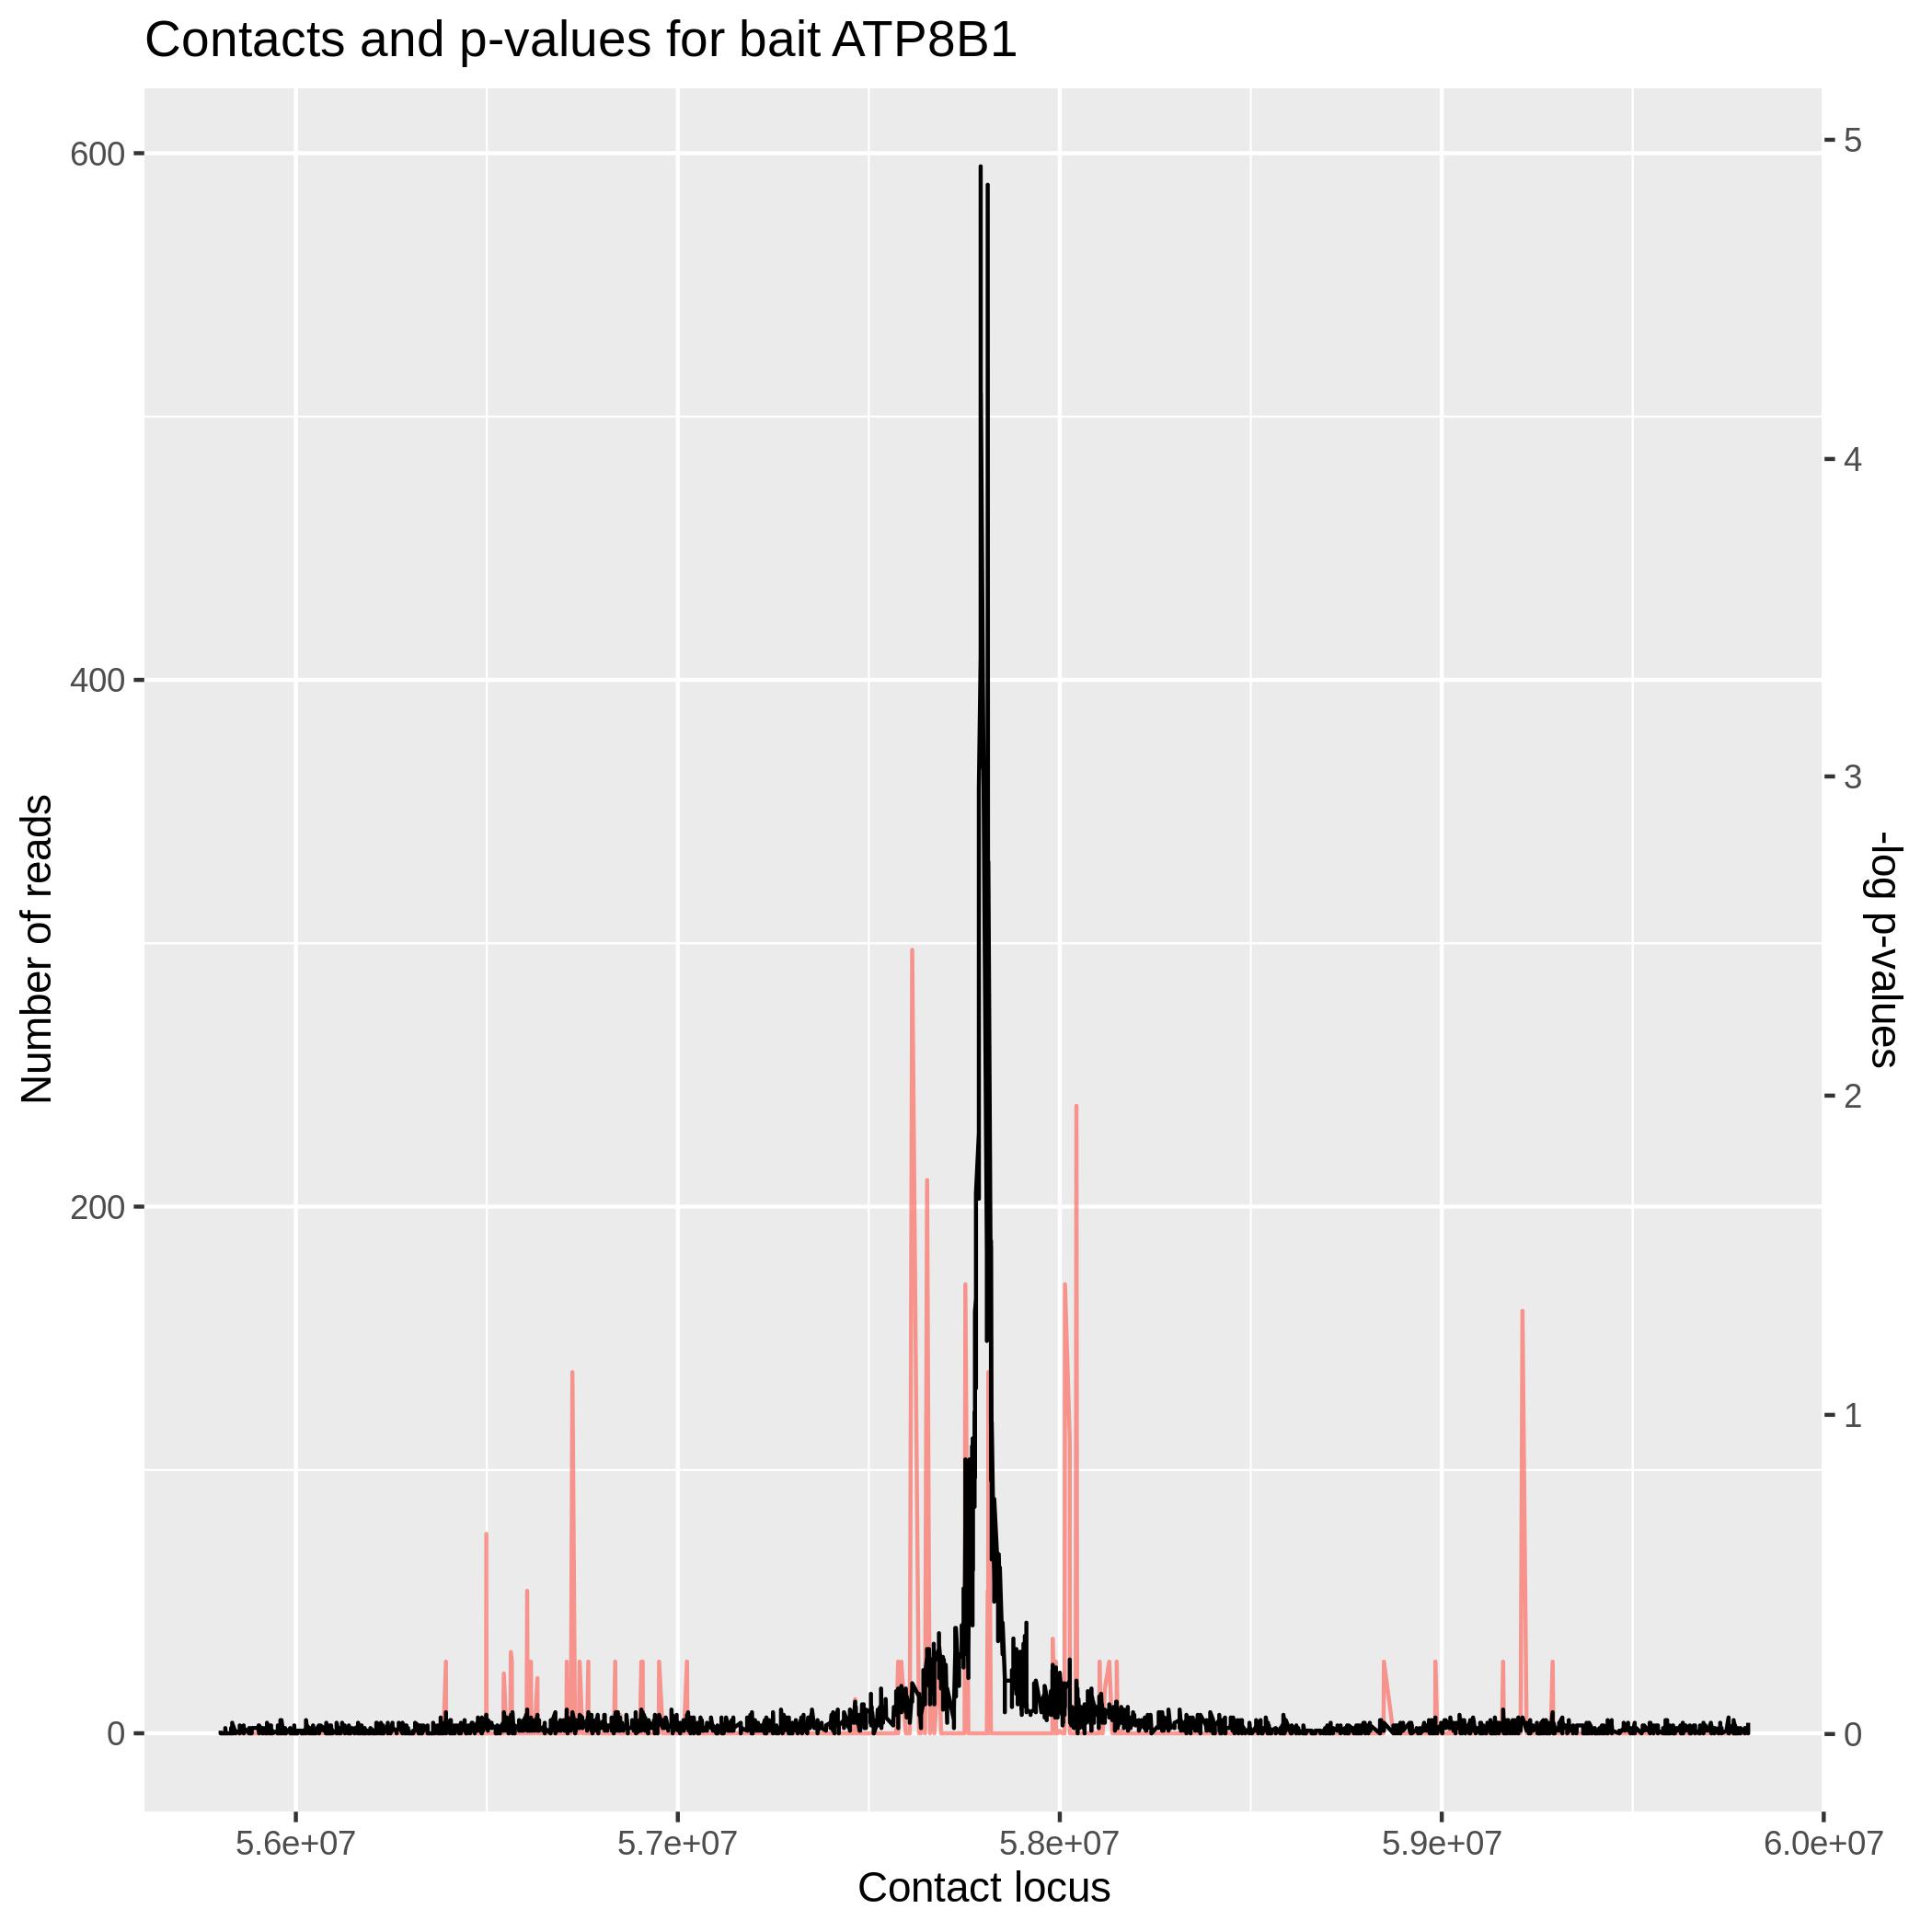 Contacts and p-values for bait ATP8B1
600
400
200
0
Number of reads
5
4
3
2
1
0
-log p-values
5.6e+07 5.7e+07 5.8e+07 5.9e+07 6.0e+07
Contact locus